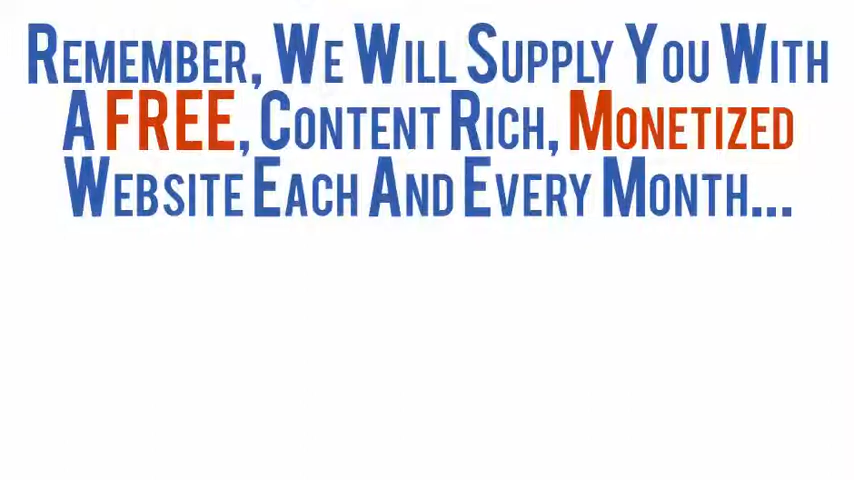 Remember, We Will Supply You With
A FREE, Content Rich, Monetized
Website Each And Every Month...